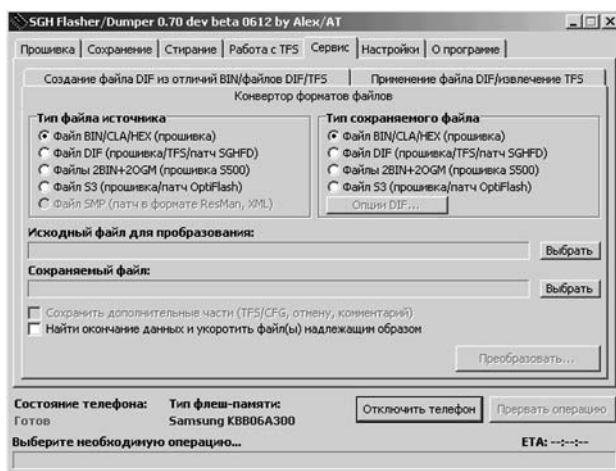 SGH Flasher/Dumper 0.70 dev beta 0612 by Alex/AT
Прошивка Сохранение Стирание Работа с TFS Сервис Настройки О программе
Создание файла DIF из отличий BIN/файлов DIF/TFS Применение файла DIF/извлечение TFS
Конвертор форматов файлов
Тип файла источника Тип сохраняемого файла
Файл BIN/CLA/HEX (прошивка) Файл BIN/CLA/HEX (прошивка)
Файл DIF (прошивка/TFS/патч SGHFD) Файл DIF (прошивка/TFS/патч SGHFD)
Файлы 2BIN+2OGM (прошивка S500) Файлы 2BIN+2OGM (прошивка S500)
Файл S3 (прошивка/патч OptiFlash) Файл S3 (прошивка/патч OptiFlash)
Файл SMP (патч в формате ResMan, XML) Опции DIF...
Исходный файл для пробразования:
Выбрать
Сохраняемый файл:
Выбрать
Сохранить дополнительные части (TFS/CFG, отмену, комментарий)
Найти окончание данных и укоротить файл(ы) надлежащим образом
Преобразовать...
Состояние телефона: Тип флеш-памяти: Отключить телефон Прервать операцию
Готов Samsung KBB06A300
Выберите необходимую операцию... ETA: --:--:--